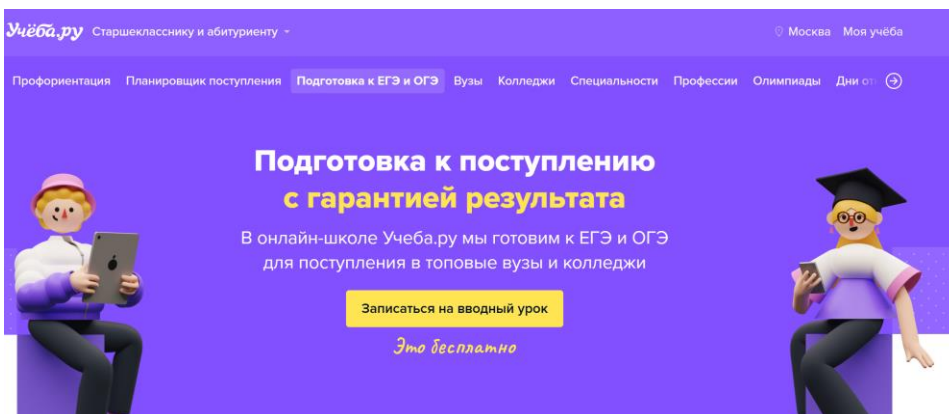 Учёба.ру Старшекласснику и абитуриенту Москва Моя учёба
Профориентация Планировщик поступления Подготовка к ЕГЭ и ОГЭ Вузы Колледжи Специальности Профессии Олимпиады Дни
Подготовка к поступлению
с гарантией результата
В онлайн-школе Учеба.ру мы готовим к ЕГЭ и ОГЭ
для поступления в топовые вузы и колледжи
Записаться на вводный урок
Это бесплатно